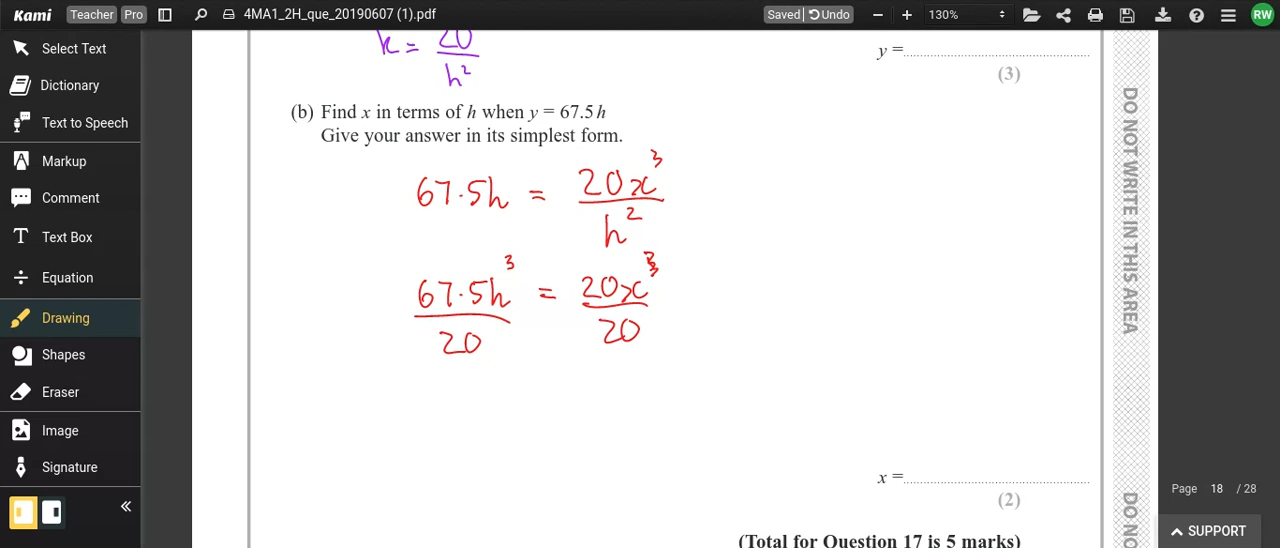 Kami Teacher Pro 4MA1_2H_que_20190607 (1).pdf Saved Undo − + 130% RW
Select Text
Dictionary
Text to Speech
Markup
Comment
Text Box
Equation
Drawing
Shapes
Eraser
Image
Signature
k = 20/h²
y =
(3)
(b) Find x in terms of h when y = 67.5h
Give your answer in its simplest form.
67.5h = 20x³/h²
67.5h³/20 = 20x³/20
x =
(2)
(Total for Question 17 is 5 marks)
DO NOT WRITE IN THIS AREA
DO NO
Page 18 / 28
SUPPORT